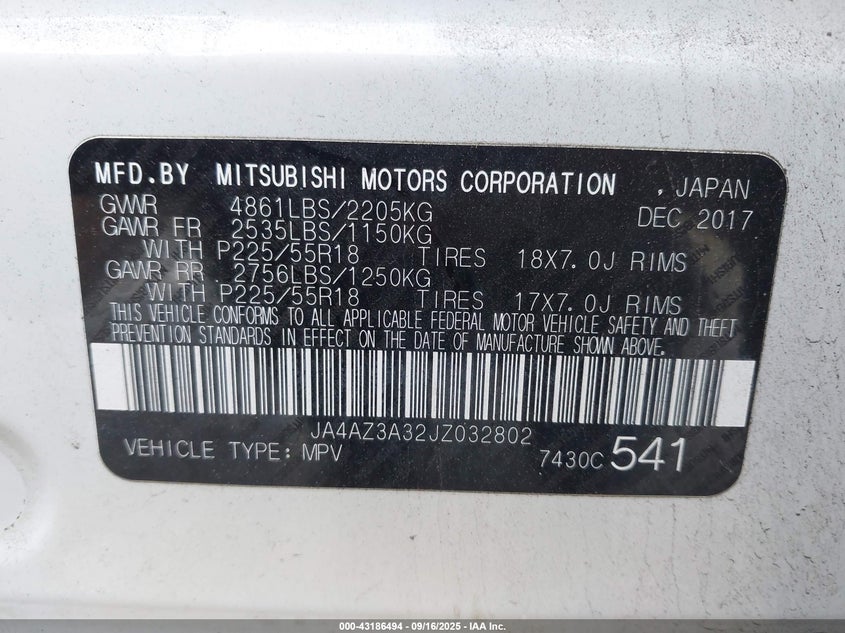 MFD.BY MITSUBISHI MOTORS CORPORATION , JAPAN
GVWR 4861LBS/2205KG DEC 2017
GAWR FR 2535LBS/1150KG
WITH P225/55R18 TIRES 18X7.0J RIMS
GAWR RR 2756LBS/1250KG
WITH P225/55R18 TIRES 17X7.0J RIMS
THIS VEHICLE CONFORMS TO ALL APPLICABLE FEDERAL MOTOR VEHICLE SAFETY AND THEFT
PREVENTION STANDARDS IN EFFECT ON THE DATE OF MANUFACTURE SHOWN ABOVE.
JA4AZ3A32JZ032802
VEHICLE TYPE: MPV 7430C 541
000-43186494 - 09/16/2025 - IAA Inc.